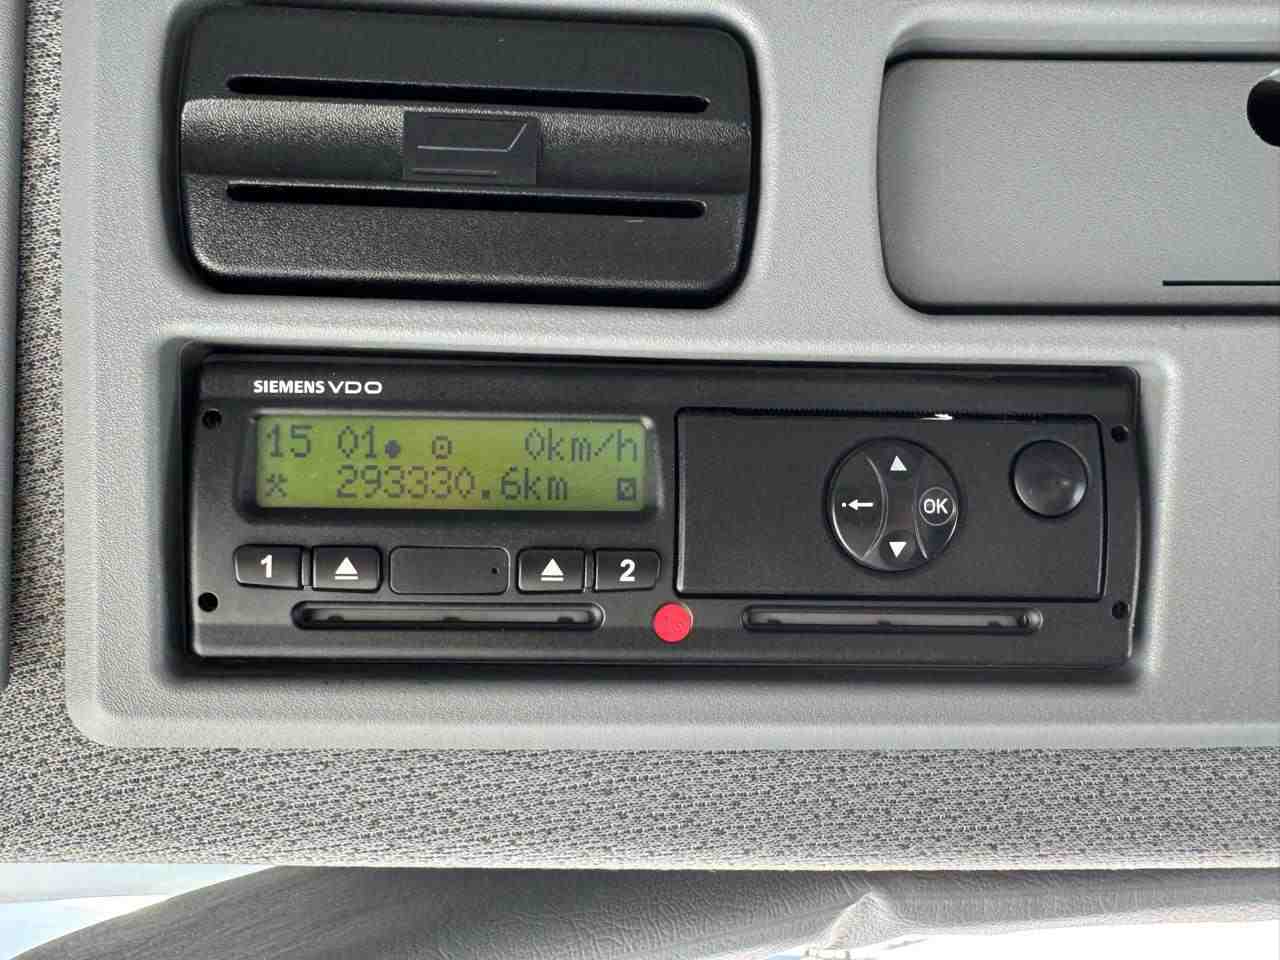 SIEMENS VDO
15 01 0km/h
293330.6km
1 2
OK